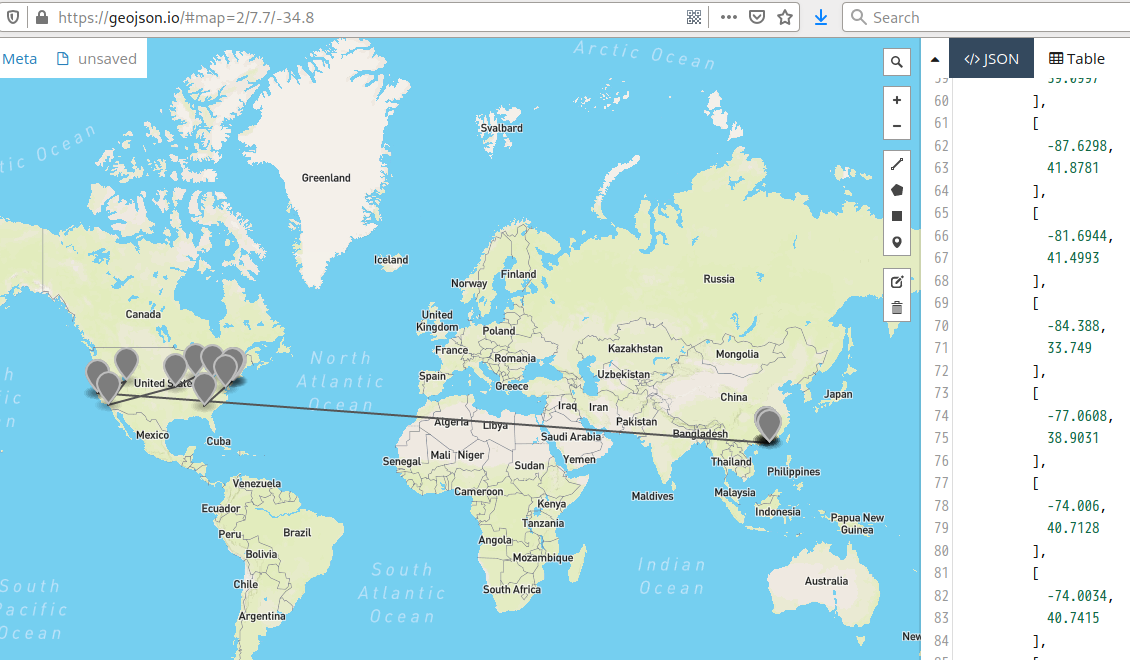 https://geojson.io/#map=2/7.7/-34.8
Search
Meta
unsaved
</> JSON
Table
Arctic Ocean
tic Ocean
Svalbard
Greenland
Iceland
Finland
Norway
Russia
Canada
United Kingdom
Poland
France
Romania
Kazakhstan
Mongolia
Uzbekistan
North Atlantic Ocean
United State
Spain
Greece
China
Japan
Iraq
Iran
Pakistan
Algeria
Libya
Bangladesh
Mexico
Cuba
Saudi Arabia
Mali
Niger
Yemen
Senegal
Sudan
Thailand
Philippines
Venezuela
Cameroon
Maldives
Malaysia
Ecuador
Kenya
Indonesia
Peru
Brazil
Tanzania
Papua New Guinea
Angola
Bolivia
Mozambique
Chile
South Atlantic Ocean
Indian Ocean
South Africa
Australia
South
acific
Ocean
Argentina
New
59 39.0997
60 ],
61 [
62 -87.6298,
63 41.8781
64 ],
65 [
66 -81.6944,
67 41.4993
68 ],
69 [
70 -84.388,
71 33.749
72 ],
73 [
74 -77.0608,
75 38.9031
76 ],
77 [
78 -74.006,
79 40.7128
80 ],
81 [
82 -74.0034,
83 40.7415
84 ],